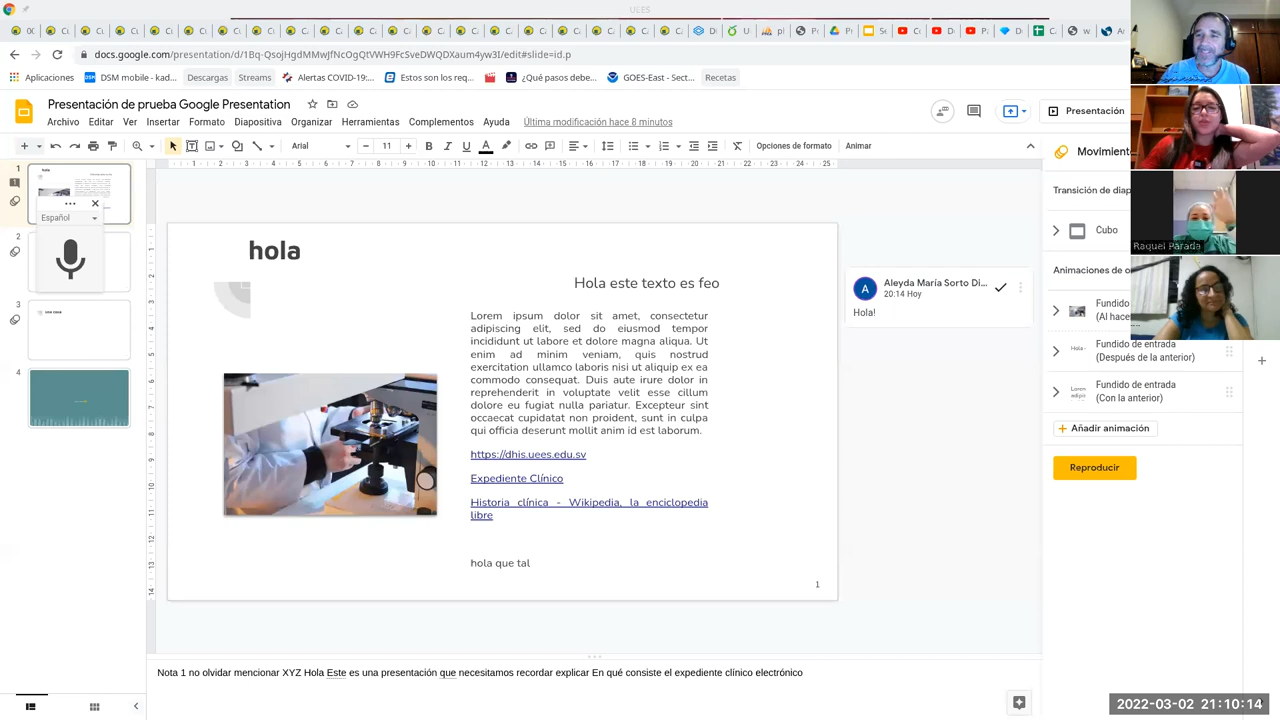 ULES
docs.google.com/presentation/d/1Bq-QsojHgdMMwJfNcOgQtVWH9FcSveDWQDXaum4yw3I/edit#slide=id.p
Aplicaciones
DSM mobile - kad...
Descargas
Streams
Alertas COVID-19:...
Estos son los req...
¿Qué pasos debe...
GOES-East - Sect...
Recetas
Presentación de prueba Google Presentation
Archivo Editar Ver Insertar Formato Diapositiva Herramientas Complementos Ayuda Última modificación hace 8 minutos
Presentación
Arial
11
Opciones de formato
Animar
Español
1
2
3
4
hola
Hola este texto es feo
Lorem ipsum dolor sit amet, consectetur
adipiscing elit, sed do eiusmod tempor
incididunt ut labore et dolore magna aliqua. Ut
enim ad minim veniam, quis nostrud
exercitation ullamco laboris nisi ut aliquip ex ea
commodo consequat. Duis aute irure dolor in
reprehenderit in voluptate velit esse cillum
dolore eu fugiat nulla pariatur. Excepteur sint
occaecat cupidatat non proident, sunt in culpa
qui officia deserunt mollit anim id est laborum.
https://dhis.uees.edu.sv
Expediente Clínico
Historia clínica - Wikipedia, la enciclopedia
libre
hola que tal
1
Aleyda María Sorto Di...
20:14 Hoy
Hola!
Movimiento
Transición de diap
Cubo
Animaciones de o
Fundido
(Al hace
Fundido de entrada
(Después de la anterior)
Fundido de entrada
(Con la anterior)
Añadir animación
Reproducir
Raquel Parada
Nota 1 no olvidar mencionar XYZ Hola Este es una presentación que necesitamos recordar explicar En qué consiste el expediente clínico electrónico
2022-03-02 21:10:14